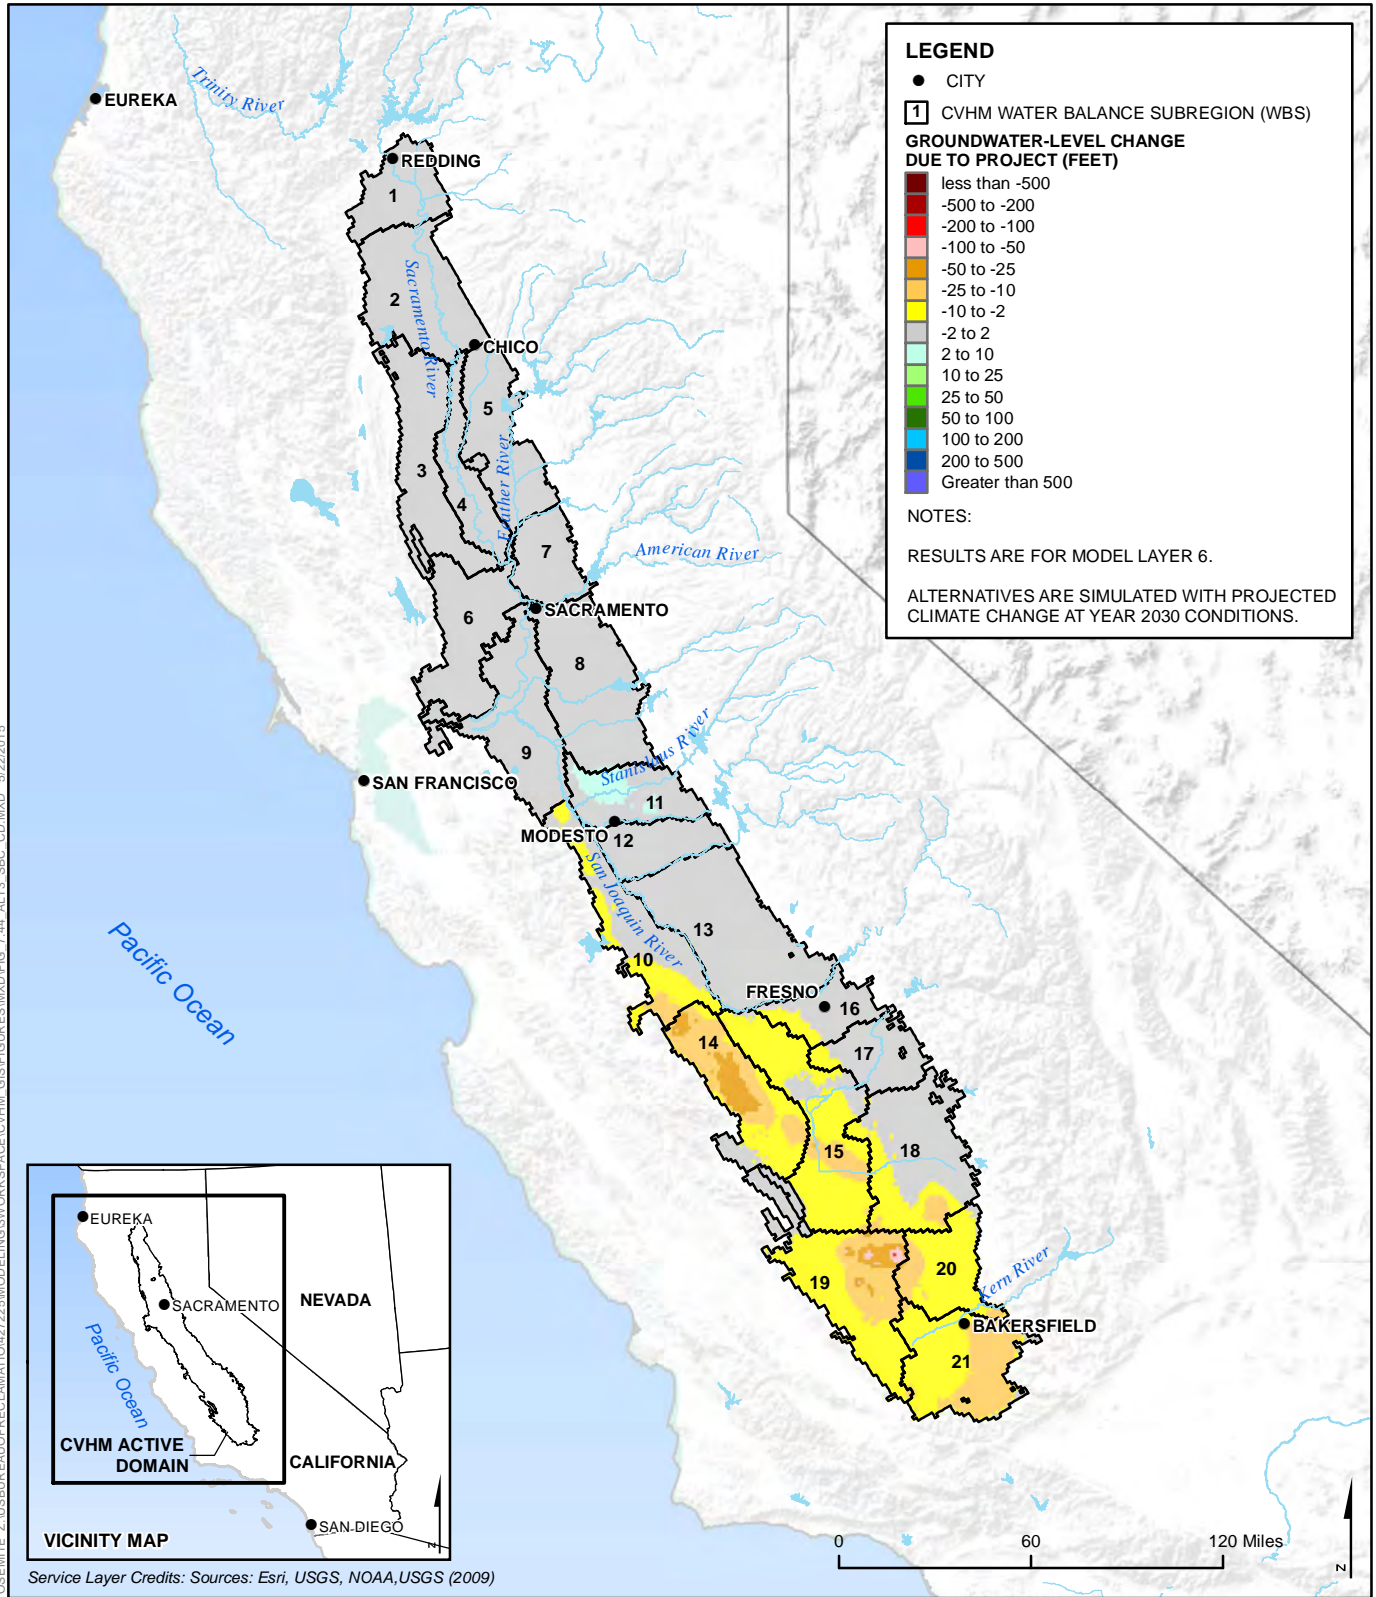 LEGEND
CITY
1 CVHM WATER BALANCE SUBREGION (WBS)
GROUNDWATER-LEVEL CHANGE
DUE TO PROJECT (FEET)
less than -500
-500 to -200
-200 to -100
-100 to -50
-50 to -25
-25 to -10
-10 to -2
-2 to 2
2 to 10
10 to 25
25 to 50
50 to 100
100 to 200
200 to 500
Greater than 500
NOTES:
RESULTS ARE FOR MODEL LAYER 6.
ALTERNATIVES ARE SIMULATED WITH PROJECTED
CLIMATE CHANGE AT YEAR 2030 CONDITIONS.
Trinity River
EUREKA
REDDING
1
2
Sacramento River
CHICO
5
3
4
Feather River
7
American River
SACRAMENTO
6
8
9
Stanislaus River
SAN FRANCISCO
11
MODESTO
12
San Joaquin River
13
10
Pacific Ocean
FRESNO
16
14
17
15
18
19
20
Kern River
BAKERSFIELD
21
EUREKA
SACRAMENTO
NEVADA
Pacific Ocean
CVHM ACTIVE
DOMAIN
CALIFORNIA
SAN DIEGO
VICINITY MAP
N
0 60 120 Miles
N
Service Layer Credits: Sources: Esri, USGS, NOAA,USGS (2009)